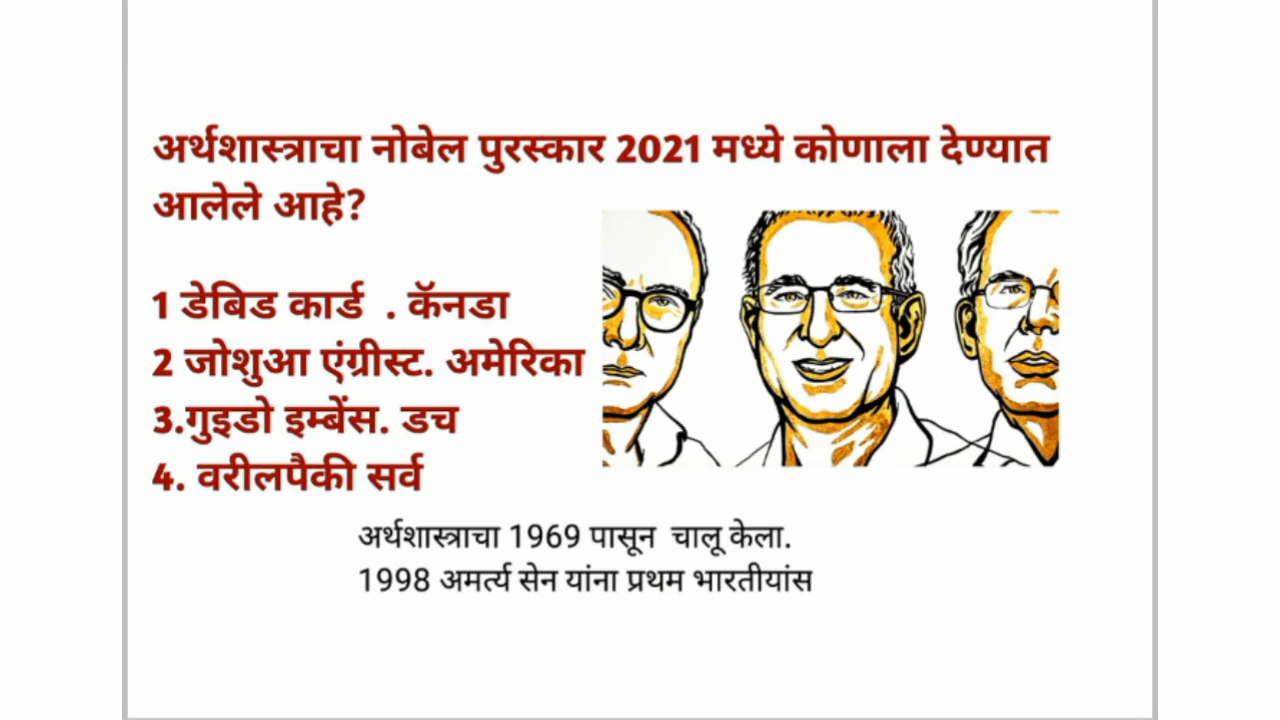 अर्थशास्त्राचा नोबेल पुरस्कार 2021 मध्ये कोणाला देण्यात
आलेले आहे?
1 डेबिड कार्ड . कॅनडा
2 जोशुआ एंग्रीस्ट. अमेरिका
3.गुइडो इम्बेंस. डच
4. वरीलपैकी सर्व
अर्थशास्त्राचा 1969 पासून चालू केला.
1998 अमर्त्य सेन यांना प्रथम भारतीयांस